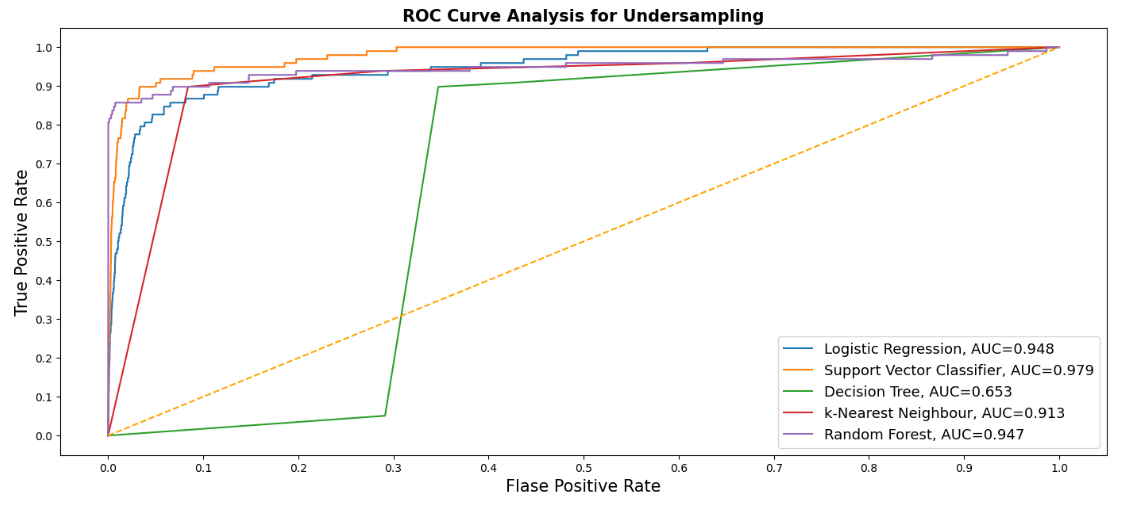 ROC Curve Analysis for Undersampling
1.0
0.9
0.8
0.7
0.6
0.5
0.4
0.3
0.2
0.1
0.0
True Positive Rate
Logistic Regression, AUC=0.948
Support Vector Classifier, AUC=0.979
Decision Tree, AUC=0.653
k-Nearest Neighbour, AUC=0.913
Random Forest, AUC=0.947
0.0 0.1 0.2 0.3 0.4 0.5 0.6 0.7 0.8 0.9 1.0
Flase Positive Rate